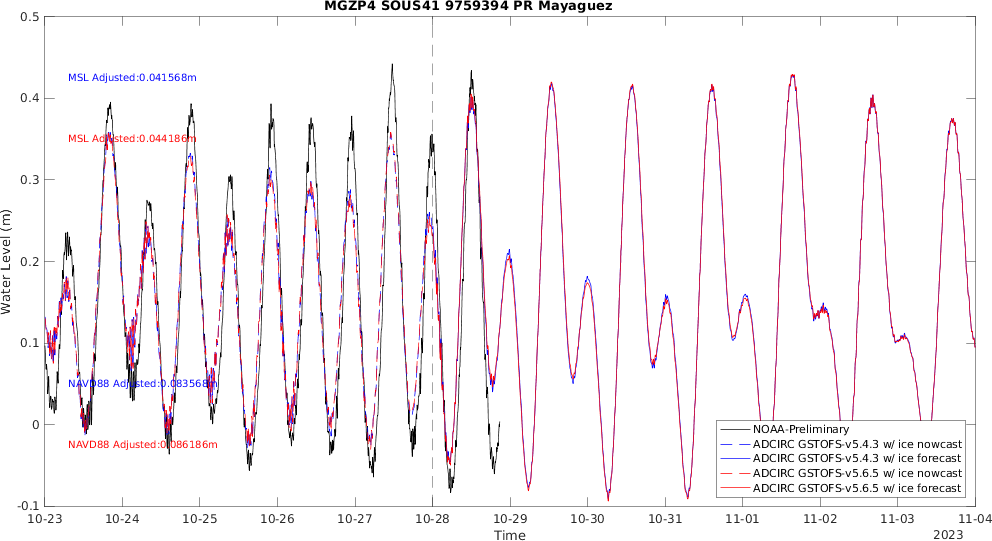 MGZP4 SOUS41 9759394 PR Mayaguez
0.5
0.4
0.3
0.2
0.1
0
-0.1
Water Level (m)
MSL Adjusted:0.041568m
MSL Adjusted:0.044186m
NAVD88 Adjusted:0.083568m
NAVD88 Adjusted:0.086186m
NOAA-Preliminary
ADCIRC GSTOFS-v5.4.3 w/ ice nowcast
ADCIRC GSTOFS-v5.4.3 w/ ice forecast
ADCIRC GSTOFS-v5.6.5 w/ ice nowcast
ADCIRC GSTOFS-v5.6.5 w/ ice forecast
10-23 10-24 10-25 10-26 10-27 10-28 10-29 10-30 10-31 11-01 11-02 11-03 11-04
Time
2023